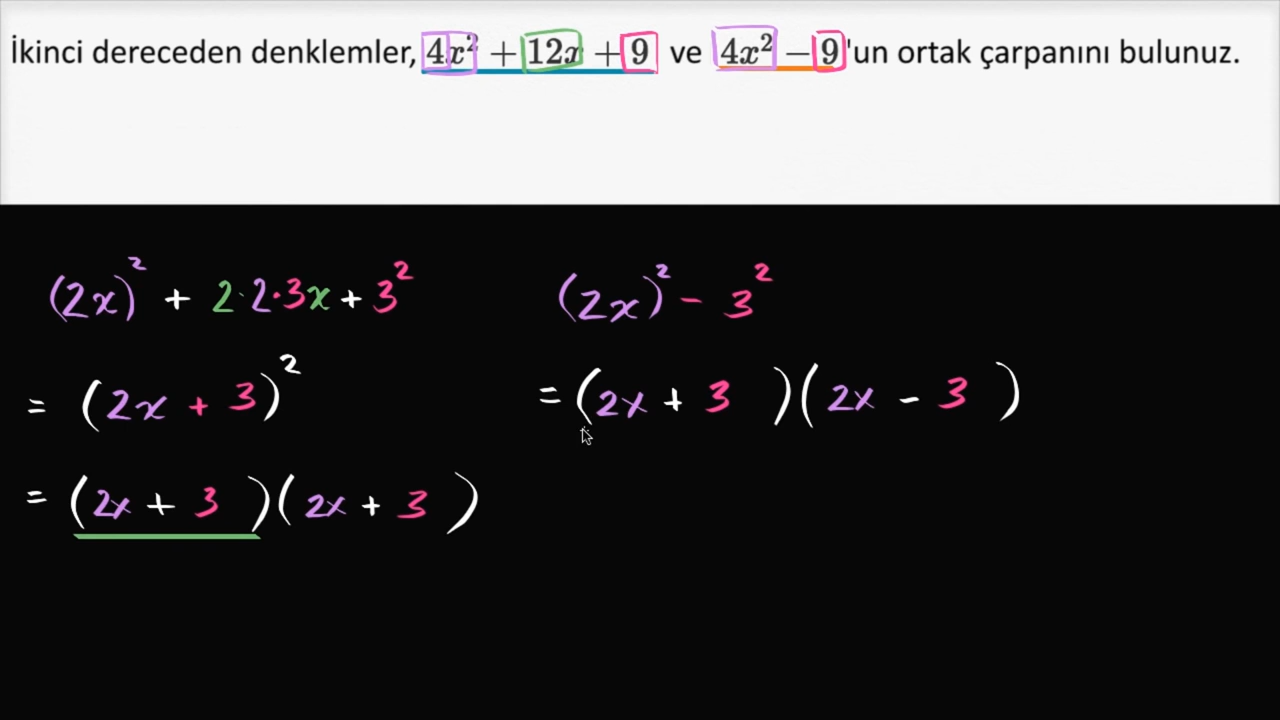 İkinci dereceden denklemler, 4x² + 12x + 9 ve 4x² − 9'un ortak çarpanını bulunuz.
(2x)² + 2·2·3x + 3²
= (2x + 3)²
= (2x + 3)(2x + 3)
(2x)² - 3²
= (2x + 3)(2x - 3)